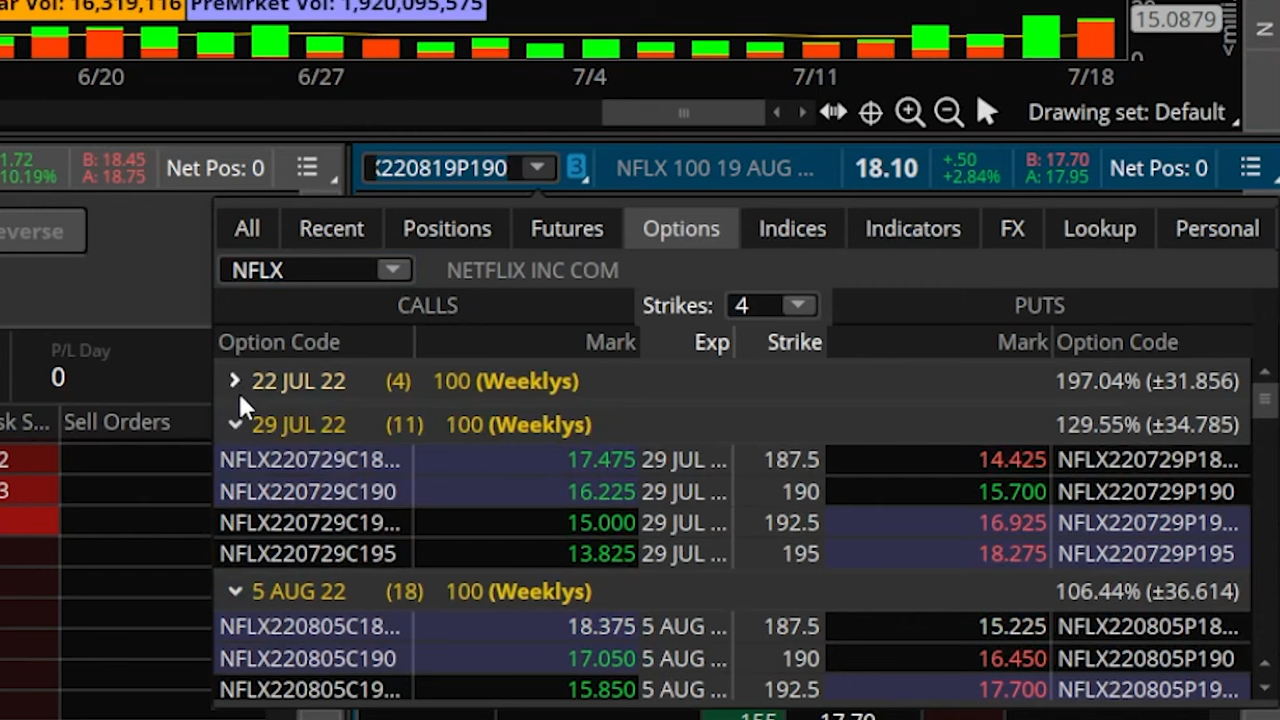 ar Vol: 16,319,116 PreMrket Vol: 1,920,095,575
15.0879
0
6/20 6/27 7/4 7/11 7/18
Drawing set: Default
1.72 +10.19% B: 18.45 A: 18.75 Net Pos: 0 220819P190 3 NFLX 100 19 AUG ... 18.10 +.50 +2.84% B: 17.70 A: 17.95 Net Pos: 0
everse All Recent Positions Futures Options Indices Indicators FX Lookup Personal
NFLX NETFLIX INC COM
CALLS Strikes: 4 PUTS
Option Code Mark Exp Strike Mark Option Code
P/L Day
0
22 JUL 22 (4) 100 (Weeklys) 197.04% (±31.856)
sk S... Sell Orders
29 JUL 22 (11) 100 (Weeklys) 129.55% (±34.785)
2 NFLX220729C18... 17.475 29 JUL ... 187.5 14.425 NFLX220729P18...
3 NFLX220729C190 16.225 29 JUL ... 190 15.700 NFLX220729P190
NFLX220729C19... 15.000 29 JUL ... 192.5 16.925 NFLX220729P19...
NFLX220729C195 13.825 29 JUL ... 195 18.275 NFLX220729P195
5 AUG 22 (18) 100 (Weeklys) 106.44% (±36.614)
NFLX220805C18... 18.375 5 AUG ... 187.5 15.225 NFLX220805P18...
NFLX220805C190 17.050 5 AUG ... 190 16.450 NFLX220805P190
NFLX220805C19... 15.850 5 AUG ... 192.5 17.700 NFLX220805P19...
155 17.70